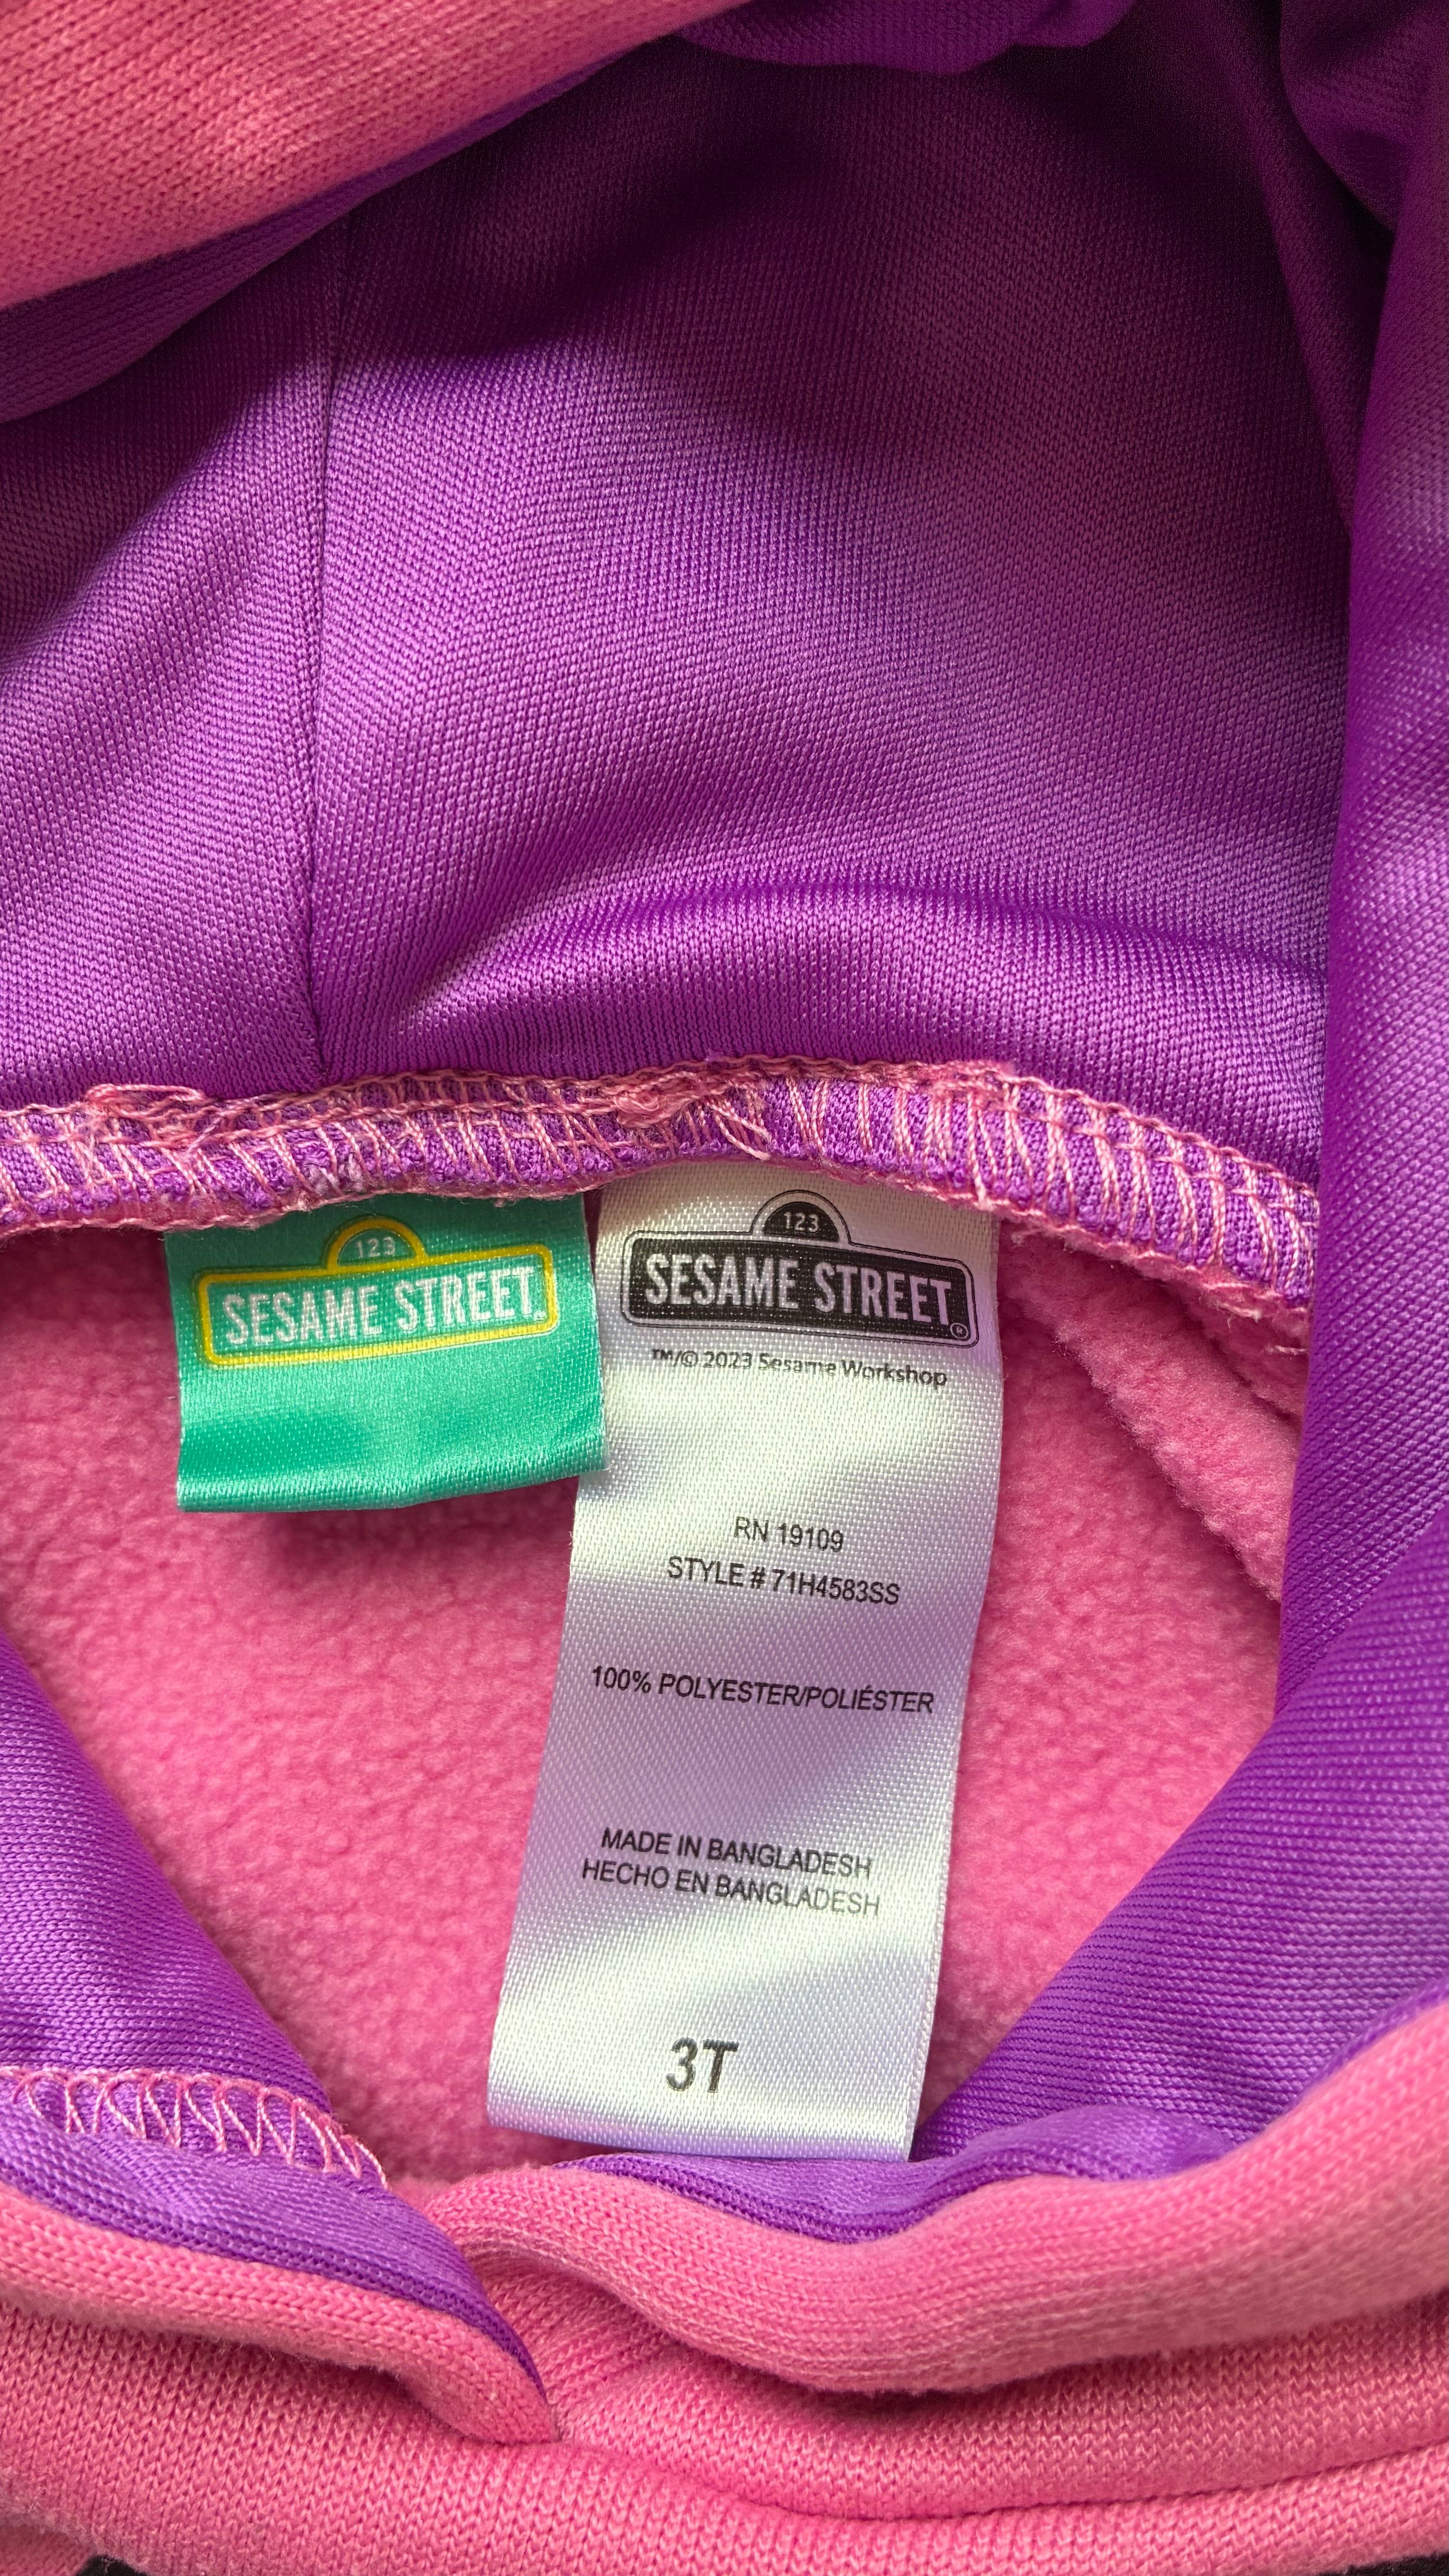 123
SESAME STREET®
123
SESAME STREET®
™/© 2023 Sesame Workshop
RN 19109
STYLE # 71H4583SS
100% POLYESTER/POLIÉSTER
MADE IN BANGLADESH
HECHO EN BANGLADESH
3T